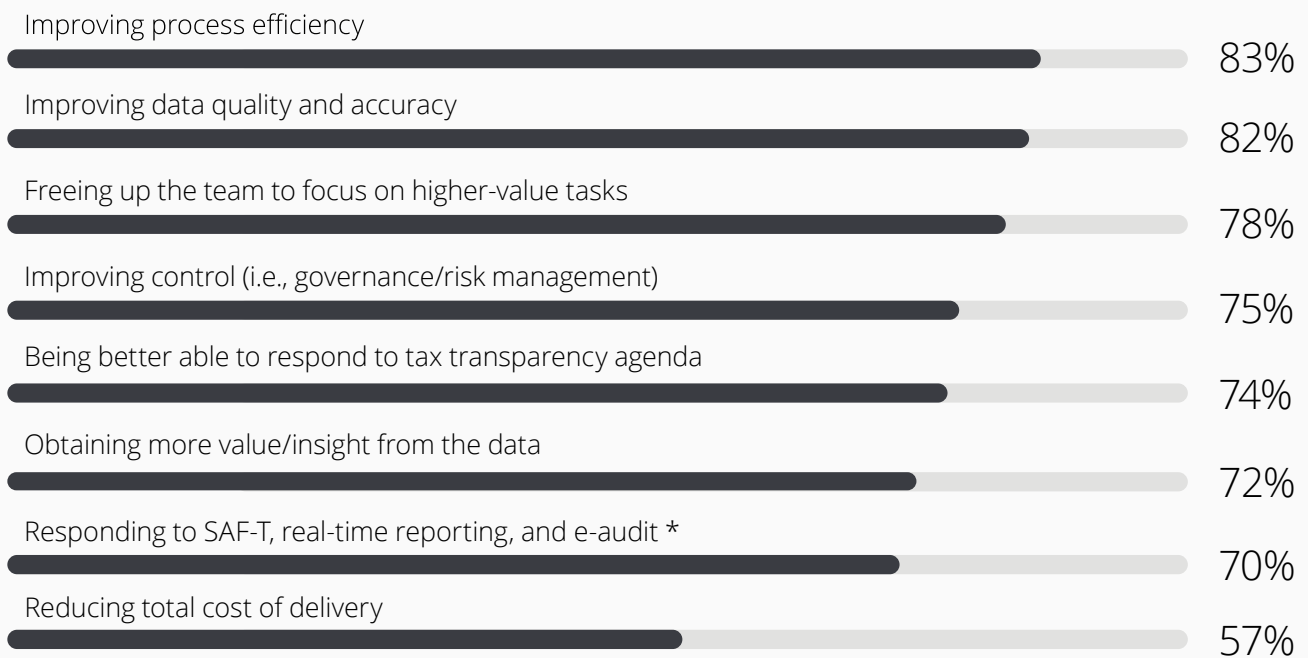 Improving process efficiency
83%
Improving data quality and accuracy
82%
Freeing up the team to focus on higher-value tasks
78%
Improving control (i.e., governance/risk management)
75%
Being better able to respond to tax transparency agenda
74%
Obtaining more value/insight from the data
72%
Responding to SAF-T, real-time reporting, and e-audit *
70%
Reducing total cost of delivery
57%